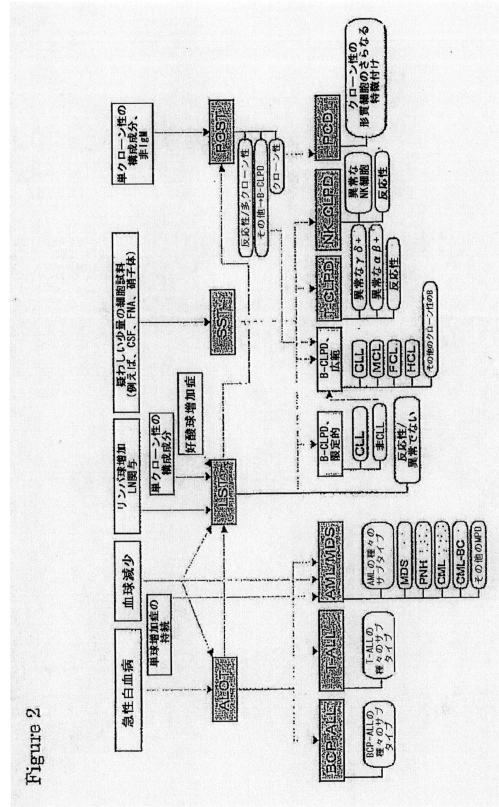 Figure 2
急性白血病
血球減少
リンパ球増加
LN関与
疑わしい少量の細胞試料
(例えば、CSF、FNA、硝子体)
単クローン性の
構成成分、
非IgM
単球増加症の
持続
単クローン性の
構成成分
好酸球増加症
ALOT
LST
SST
PCST
反応性/多クローン性
その他→B-CLPD
クローン性
BCP-ALL
T-ALL
AML/MDS
B-CLPD、
限定的
B-CLPD、
広範
T-CLPD
NK-CLPD
PCD
BCP-ALLの
種々のサブ
タイプ
T-ALLの
種々のサブ
タイプ
AMLの種々の
サブタイプ
MDS
PNH
CML
CML-BC
その他のMPD
CLL
非CLL
反応性/
異常でない
CLL
MCL
FCL
HCL
その他のクローン性のB
異常なγδ+
異常なαβ+
反応性
異常な
NK細胞
反応性
クローン性の
形質細胞のさらなる
特徴付け